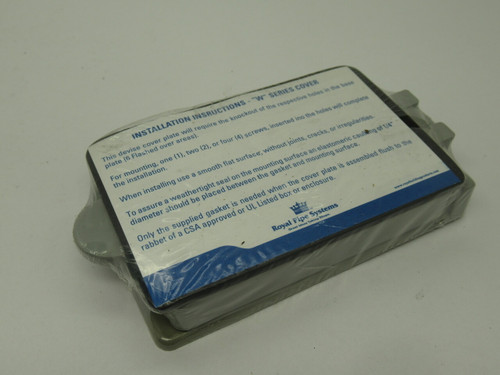 INSTALLATION INSRUCTIONS - "W" SERIES COVER
This devise cover plate will require the knockout of the respective holes in the base
plate (6 Flashed over areas).
For mounting, one (1), two (2), or four (4) screws, inserted into the holes will complete
the installation.
When installing use a smooth flat surface, without joints, cracks, or irregularities
To assure a weathertight seal on the mounting surface an elastomeric caulking of 1/4"
diameter should be placed between the gasket and mounting surface.
Only the supplied gasket is needed when the cover plate is assembled flush to the
rabbet of a CSA approved or UL Listed box or enclosure.
Royal Pipe Systems